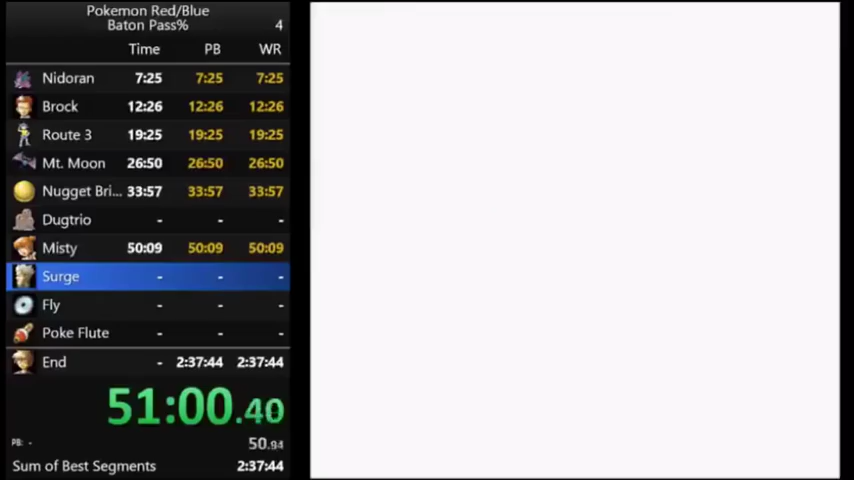 Pokemon Red/Blue
Baton Pass% 4
Time PB WR
Nidoran 7:25 7:25 7:25
Brock 12:26 12:26 12:26
Route 3 19:25 19:25 19:25
Mt. Moon 26:50 26:50 26:50
Nugget Bri... 33:57 33:57 33:57
Dugtrio - - -
Misty 50:09 50:09 50:09
Surge - - -
Fly - - -
Poke Flute - - -
End - 2:37:44 2:37:44
51:00.40
PB: - 50.94
Sum of Best Segments 2:37:44